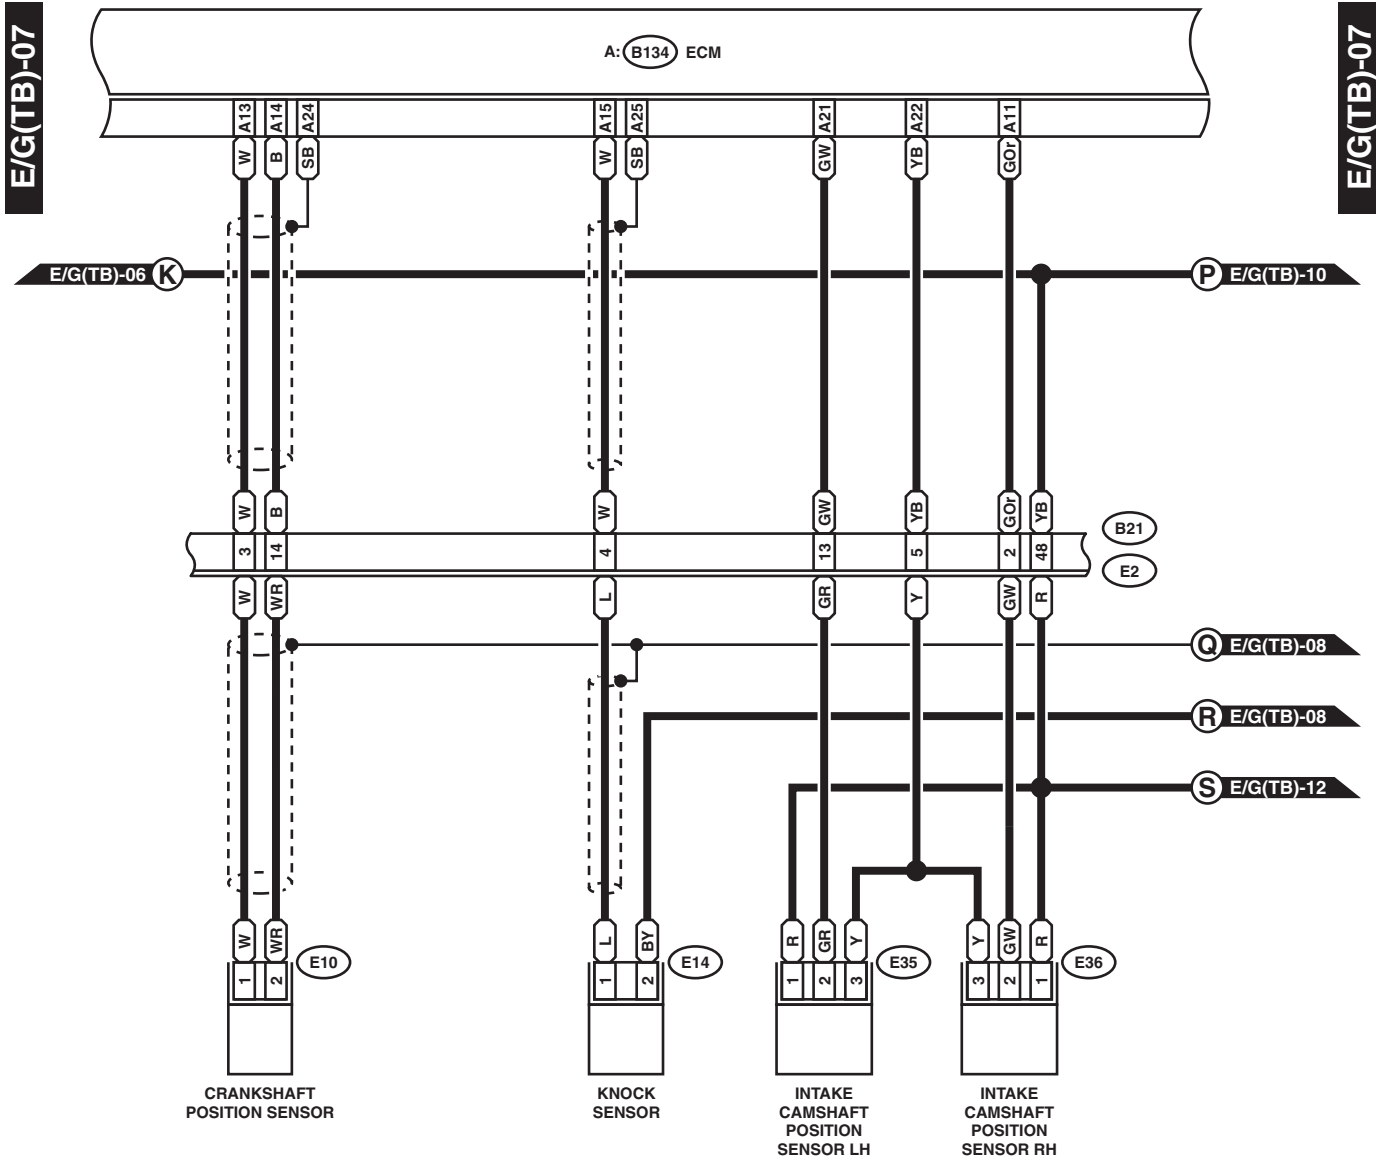 E/G(TB)-07
E/G(TB)-07
A: B134 ECM
A13 A14 A24 A15 A25 A21 A22 A11
W B SB W SB GW YB GOr
E/G(TB)-06 K P E/G(TB)-10
W B W GW YB GOr YB
B21
3 14 4 13 5 2 48
E2
W WR L GR Y GW R
Q E/G(TB)-08
R E/G(TB)-08
S E/G(TB)-12
W WR L BY R GR Y Y GW R
E10 E14 E35 E36
1 2 1 2 1 2 3 3 2 1
CRANKSHAFT
POSITION SENSOR
KNOCK
SENSOR
INTAKE
CAMSHAFT
POSITION
SENSOR LH
INTAKE
CAMSHAFT
POSITION
SENSOR RH